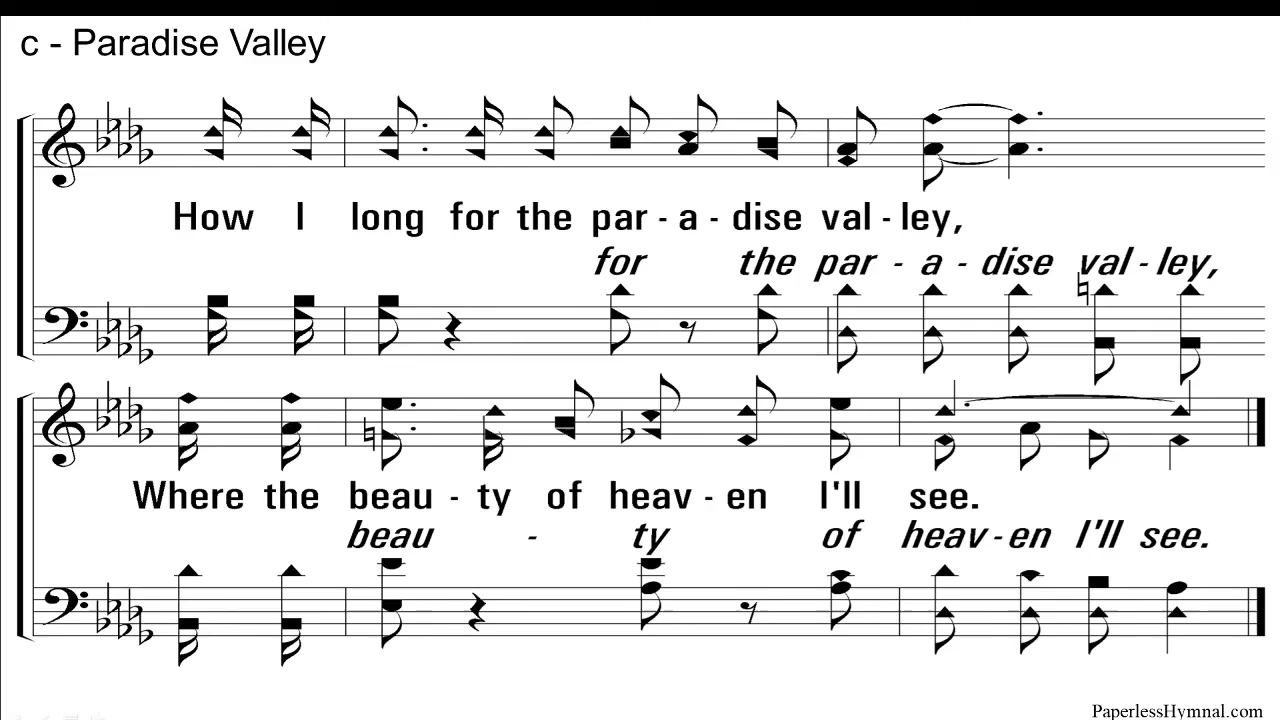 c - Paradise Valley
How I long for the par - a - dise val - ley,
for the par - a - dise val - ley,
Where the beau - ty of heav - en I'll see.
beau - ty of heav - en I'll see.
PaperlessHymnal.com